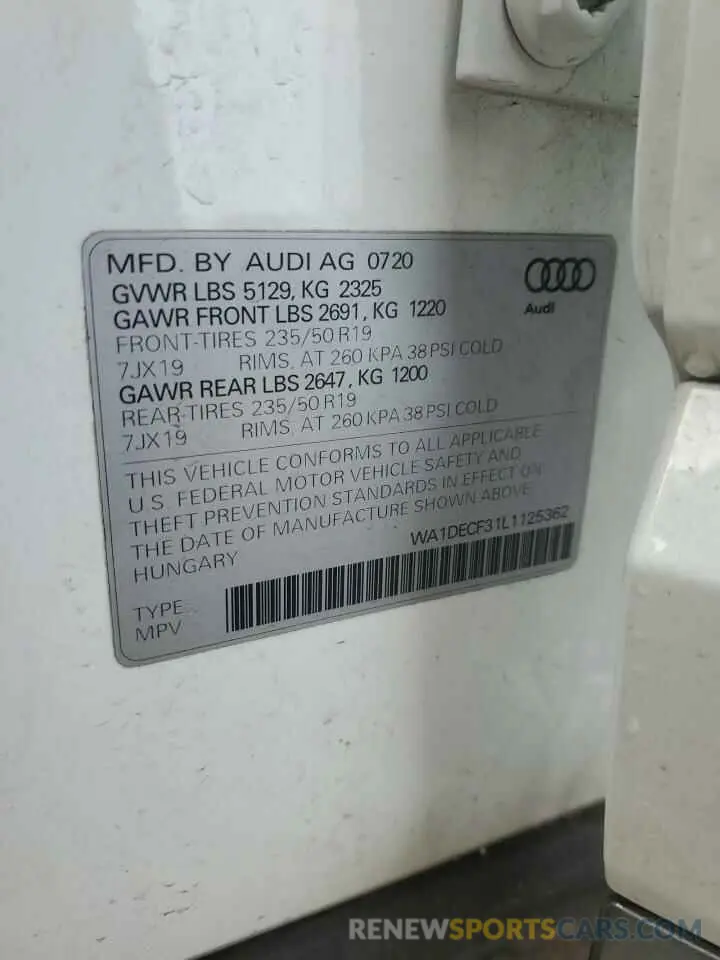 MFD. BY AUDI AG 0720
GVWR LBS 5129, KG 2325
GAWR FRONT LBS 2691, KG 1220
FRONT-TIRES 235/50 R19
7JX19 RIMS, AT 260 KPA 38 PSI COLD
GAWR REAR LBS 2647, KG 1200
REAR-TIRES 235/50 R19
7JX19 RIMS, AT 260 KPA 38 PSI COLD
Audi
THIS VEHICLE CONFORMS TO ALL APPLICABLE
U.S. FEDERAL MOTOR VEHICLE SAFETY AND
THEFT PREVENTION STANDARDS IN EFFECT ON
THE DATE OF MANUFACTURE SHOWN ABOVE.
HUNGARY
WA1DECF31L1125362
TYPE:
MPV
RENEWSPORTSCARS.COM